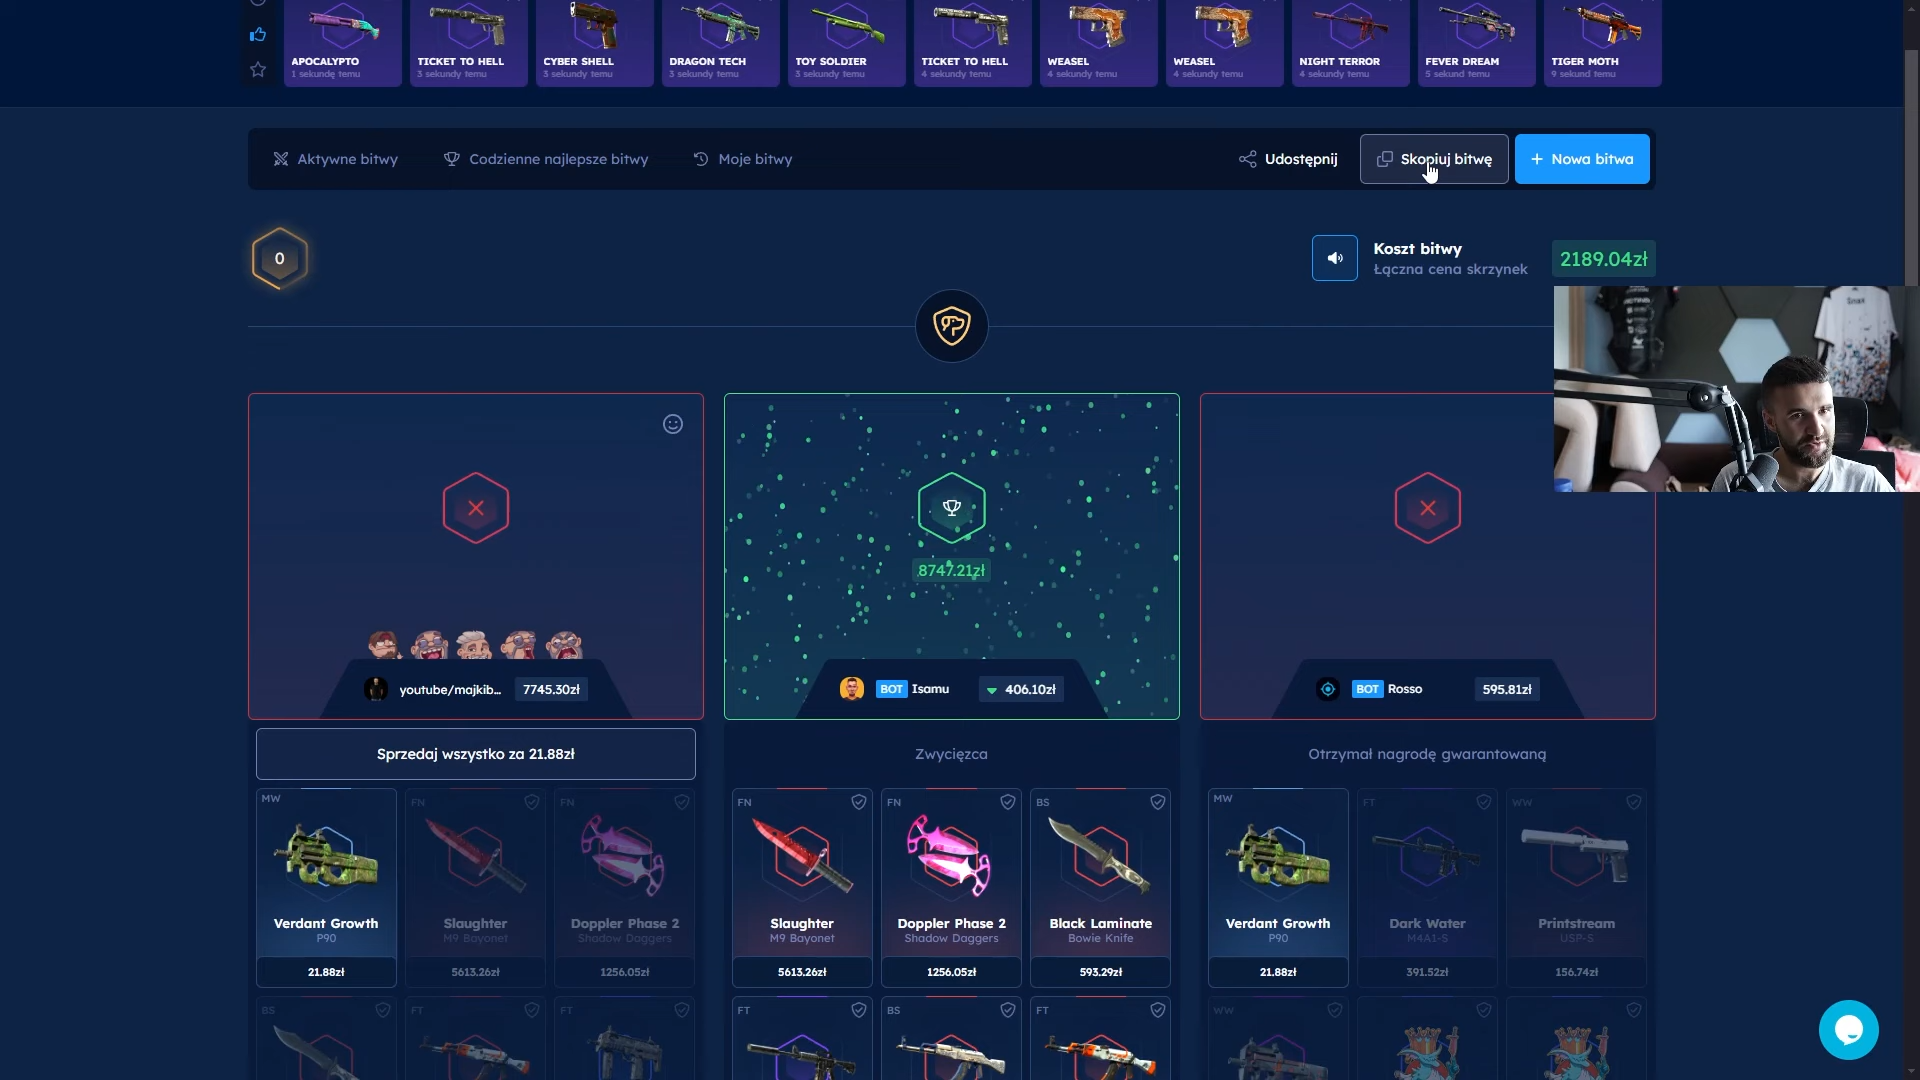 APOCALYPTO
1 sekundę temu
TICKET TO HELL
3 sekundy temu
CYBER SHELL
3 sekundy temu
DRAGON TECH
3 sekundy temu
TOY SOLDIER
3 sekundy temu
TICKET TO HELL
4 sekundy temu
WEASEL
4 sekundy temu
WEASEL
4 sekundy temu
NIGHT TERROR
4 sekundy temu
FEVER DREAM
5 sekund temu
TIGER MOTH
9 sekund temu
Aktywne bitwy
Codzienne najlepsze bitwy
Moje bitwy
Udostępnij
Skopiuj bitwę
+ Nowa bitwa
0
Koszt bitwy
Łączna cena skrzynek
2189.04zł
8747.21zł
youtube/majkib...
7745.30zł
BOT Isamu
406.10zł
BOT Rosso
595.81zł
Sprzedaj wszystko za 21.88zł
Zwycięzca
Otrzymał nagrodę gwarantowaną
MW
Verdant Growth
P90
21.88zł
FN
Slaughter
M9 Bayonet
5613.26zł
FN
Doppler Phase 2
Shadow Daggers
1256.05zł
FN
Slaughter
M9 Bayonet
5613.26zł
FN
Doppler Phase 2
Shadow Daggers
1256.05zł
BS
Black Laminate
Bowie Knife
593.29zł
MW
Verdant Growth
P90
21.88zł
FT
Dark Water
M4A1-S
391.52zł
WW
Printstream
USP-S
156.74zł
BS
FT
FT
FT
BS
FT
WW